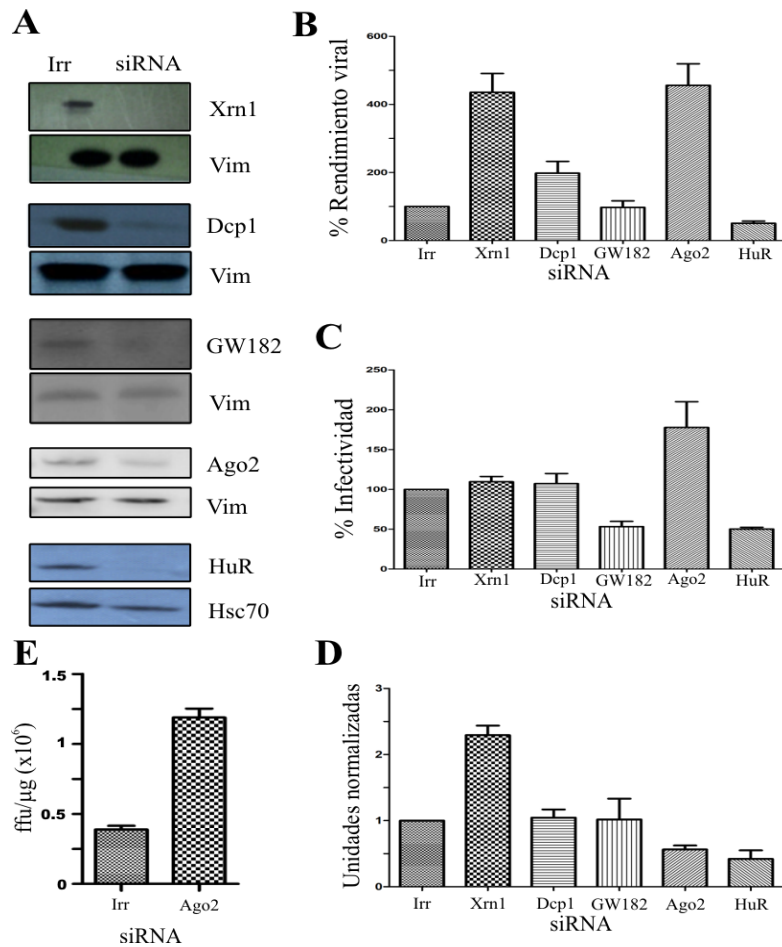 A
Irr siRNA
Xrn1
Vim
Dcp1
Vim
GW182
Vim
Ago2
Vim
HuR
Hsc70
B
% Rendimiento viral
600
400
200
0
Irr Xrn1 Dcp1 GW182 Ago2 HuR
siRNA
C
% Infectividad
250
200
150
100
50
0
Irr Xrn1 Dcp1 GW182 Ago2 HuR
siRNA
E
ffu/µg (x10⁶)
1.5
1
0.5
0
Irr Ago2
siRNA
D
Unidades normalizadas
3
2
1
0
Irr Xrn1 Dcp1 GW182 Ago2 HuR
siRNA